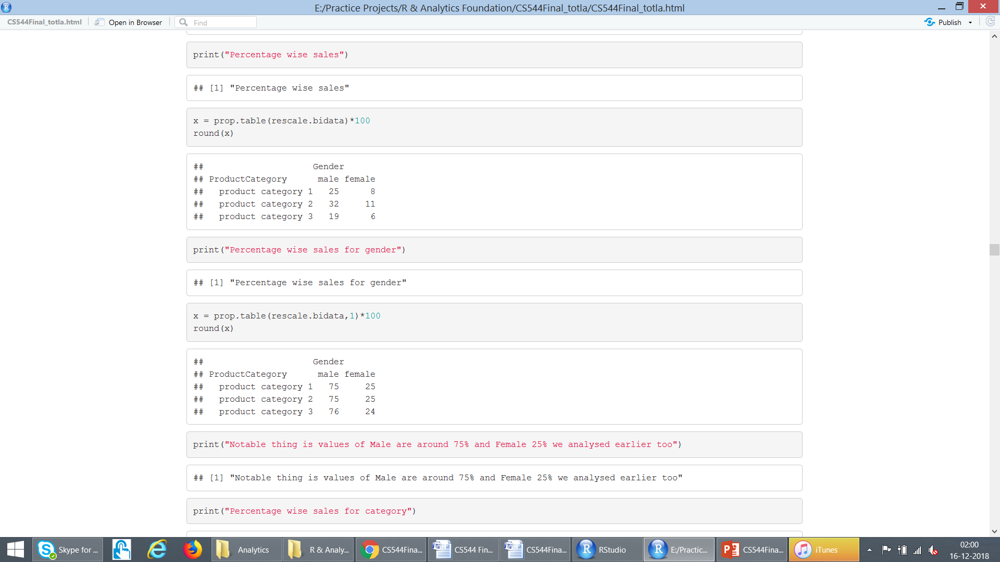 E:/Practice Projects/R & Analytics Foundation/CS544Final_totla/CS544Final_totla.html
CS544Final_totla.html Open in Browser Find Publish
print("Percentage wise sales")
## [1] "Percentage wise sales"
x = prop.table(rescale.bidata)*100
round(x)
## Gender
## ProductCategory male female
## product category 1 25 8
## product category 2 32 11
## product category 3 19 6
print("Percentage wise sales for gender")
## [1] "Percentage wise sales for gender"
x = prop.table(rescale.bidata,1)*100
round(x)
## Gender
## ProductCategory male female
## product category 1 75 25
## product category 2 75 25
## product category 3 76 24
print("Notable thing is values of Male are around 75% and Female 25% we analysed earlier too")
## [1] "Notable thing is values of Male are around 75% and Female 25% we analysed earlier too"
print("Percentage wise sales for category")
Skype for ... Analytics R & Analy... CS544Fina... CS544 Fin... CS544Fina... RStudio E:/Practic... CS544Fina... iTunes 02:00
16-12-2018